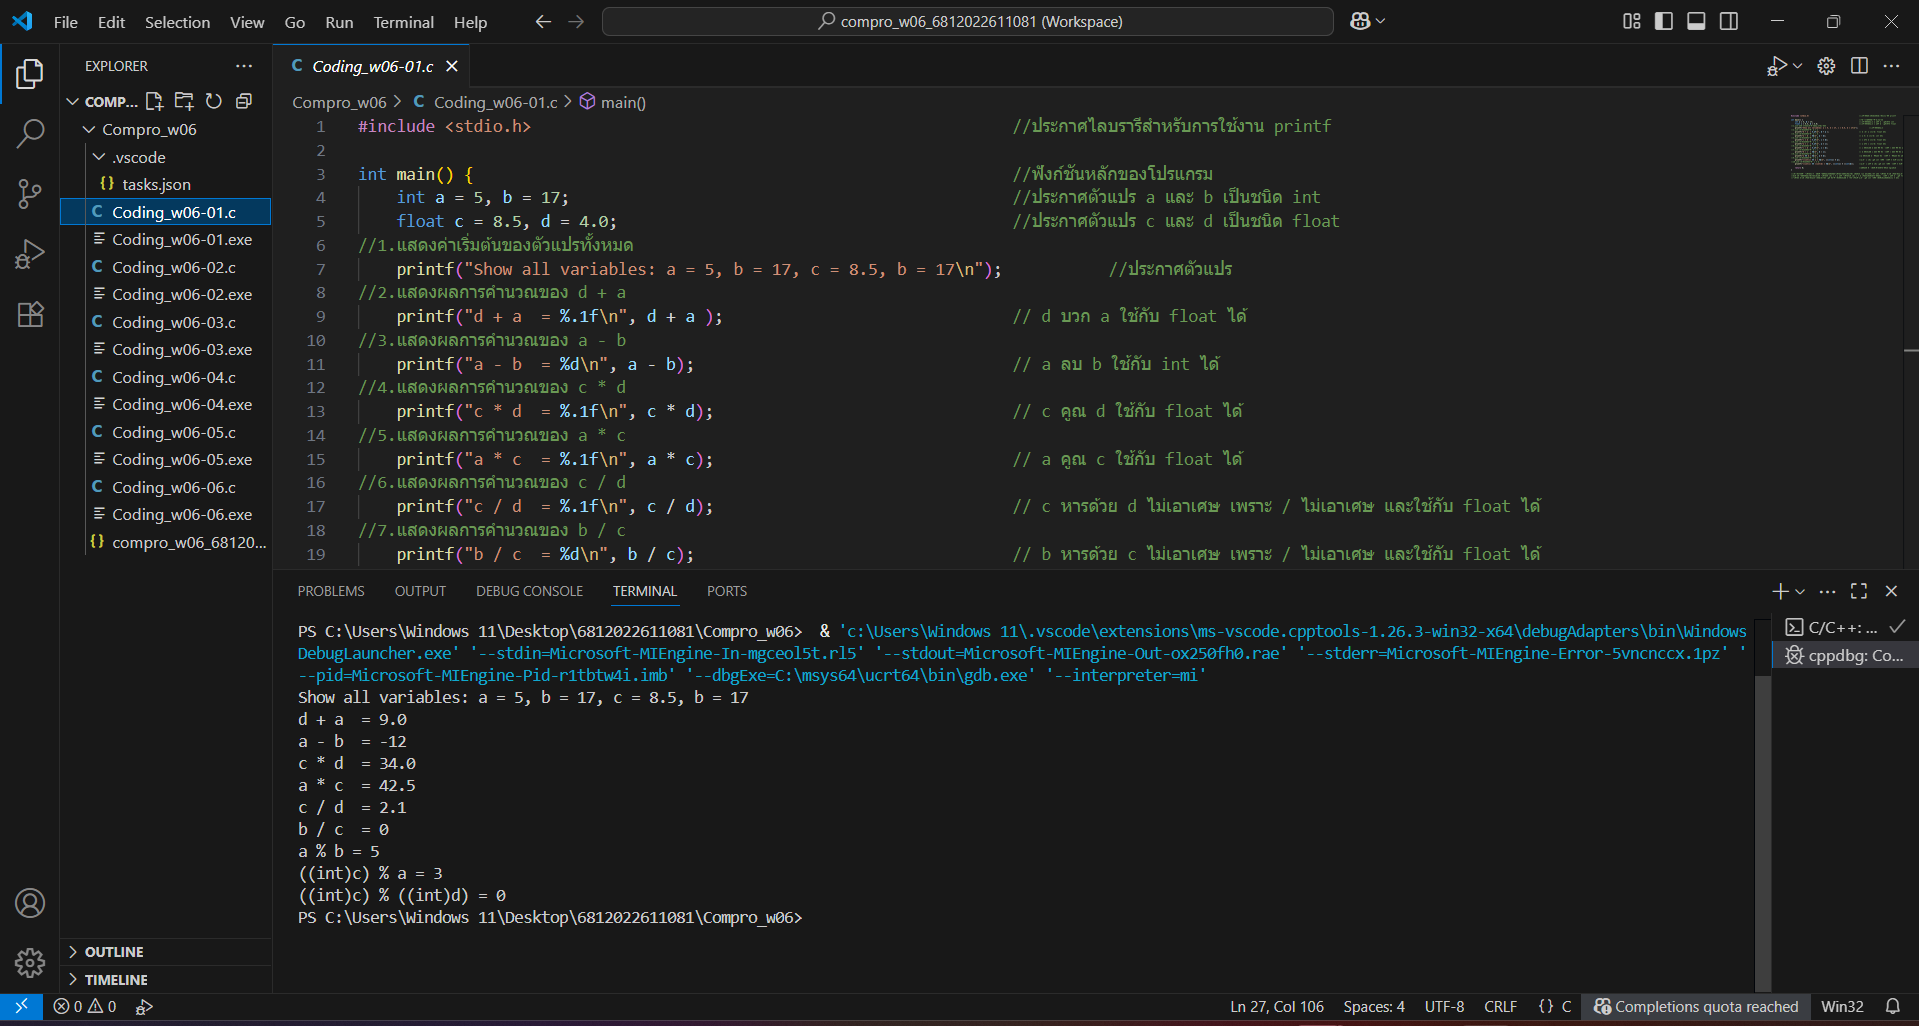 File Edit Selection View Go Run Terminal Help
compro_w06_6812022611081 (Workspace)
EXPLORER
COMP...
Compro_w06
.vscode
{} tasks.json
C Coding_w06-01.c
Coding_w06-01.exe
C Coding_w06-02.c
Coding_w06-02.exe
C Coding_w06-03.c
Coding_w06-03.exe
C Coding_w06-04.c
Coding_w06-04.exe
C Coding_w06-05.c
Coding_w06-05.exe
C Coding_w06-06.c
Coding_w06-06.exe
{} compro_w06_68120...
OUTLINE
TIMELINE
C Coding_w06-01.c
Compro_w06 > C Coding_w06-01.c > main()
1 #include <stdio.h> //ประกาศไลบรารีสำหรับการใช้งาน printf
2
3 int main() { //ฟังก์ชันหลักของโปรแกรม
4 int a = 5, b = 17; //ประกาศตัวแปร a และ b เป็นชนิด int
5 float c = 8.5, d = 4.0; //ประกาศตัวแปร c และ d เป็นชนิด float
6 //1.แสดงค่าเริ่มต้นของตัวแปรทั้งหมด
7 printf("Show all variables: a = 5, b = 17, c = 8.5, b = 17\n"); //ประกาศตัวแปร
8 //2.แสดงผลการคำนวณของ d + a
9 printf("d + a  = %.1f\n", d + a ); // d บวก a ใช้กับ float ได้
10 //3.แสดงผลการคำนวณของ a - b
11 printf("a - b  = %d\n", a - b); // a ลบ b ใช้กับ int ได้
12 //4.แสดงผลการคำนวณของ c * d
13 printf("c * d  = %.1f\n", c * d); // c คูณ d ใช้กับ float ได้
14 //5.แสดงผลการคำนวณของ a * c
15 printf("a * c  = %.1f\n", a * c); // a คูณ c ใช้กับ float ได้
16 //6.แสดงผลการคำนวณของ c / d
17 printf("c / d  = %.1f\n", c / d); // c หารด้วย d ไม่เอาเศษ เพราะ / ไม่เอาเศษ และใช้กับ float ได้
18 //7.แสดงผลการคำนวณของ b / c
19 printf("b / c  = %d\n", b / c); // b หารด้วย c ไม่เอาเศษ เพราะ / ไม่เอาเศษ และใช้กับ float ได้
PROBLEMS OUTPUT DEBUG CONSOLE TERMINAL PORTS
C/C++: ...
cppdbg: Co...
PS C:\Users\Windows 11\Desktop\6812022611081\Compro_w06>  & 'c:\Users\Windows 11\.vscode\extensions\ms-vscode.cpptools-1.26.3-win32-x64\debugAdapters\bin\Windows
DebugLauncher.exe' '--stdin=Microsoft-MIEngine-In-mgceol5t.rl5' '--stdout=Microsoft-MIEngine-Out-ox250fh0.rae' '--stderr=Microsoft-MIEngine-Error-5vncnccx.1pz' '
--pid=Microsoft-MIEngine-Pid-r1tbtw4i.imb' '--dbgExe=C:\msys64\ucrt64\bin\gdb.exe' '--interpreter=mi'
Show all variables: a = 5, b = 17, c = 8.5, b = 17
d + a  = 9.0
a - b  = -12
c * d  = 34.0
a * c  = 42.5
c / d  = 2.1
b / c  = 0
a % b = 5
((int)c) % a = 3
((int)c) % ((int)d) = 0
PS C:\Users\Windows 11\Desktop\6812022611081\Compro_w06>
0 0
Ln 27, Col 106 Spaces: 4 UTF-8 CRLF {} C Completions quota reached Win32